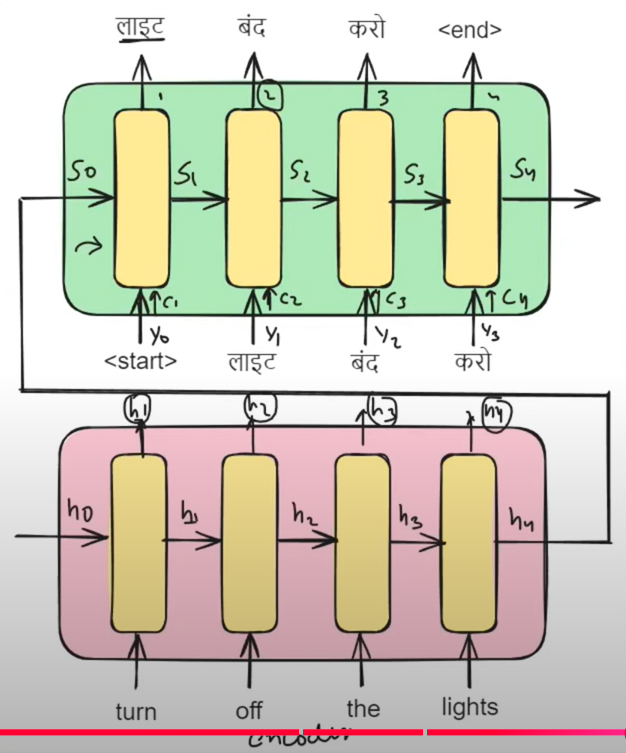 लाइट बंद करो <end>
1 2 3 4
S0 S1 S2 S3 S4
C1 C2 C3 C4
y0 y1 y2 y3
<start> लाइट बंद करो
h1 h2 h3 h4
h0 h1 h2 h3 h4
turn off the lights
encoder